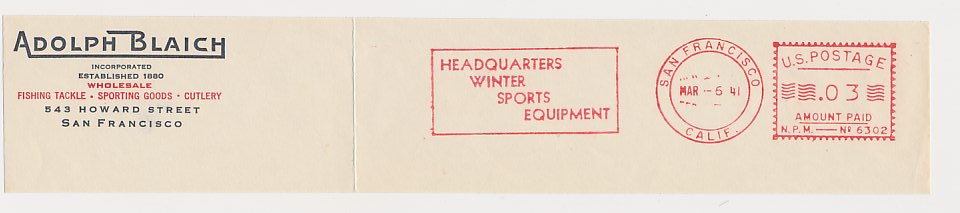 ADOLPH BLAICH
INCORPORATED
ESTABLISHED 1880
WHOLESALE
FISHING TACKLE • SPORTING GOODS • CUTLERY
543 HOWARD STREET
SAN FRANCISCO
HEADQUARTERS
WINTER
SPORTS
EQUIPMENT
SAN FRANCISCO
MAR -6 41
CALIF.
U.S. POSTAGE
.03
AMOUNT PAID
N.P.M. — Nº 6302